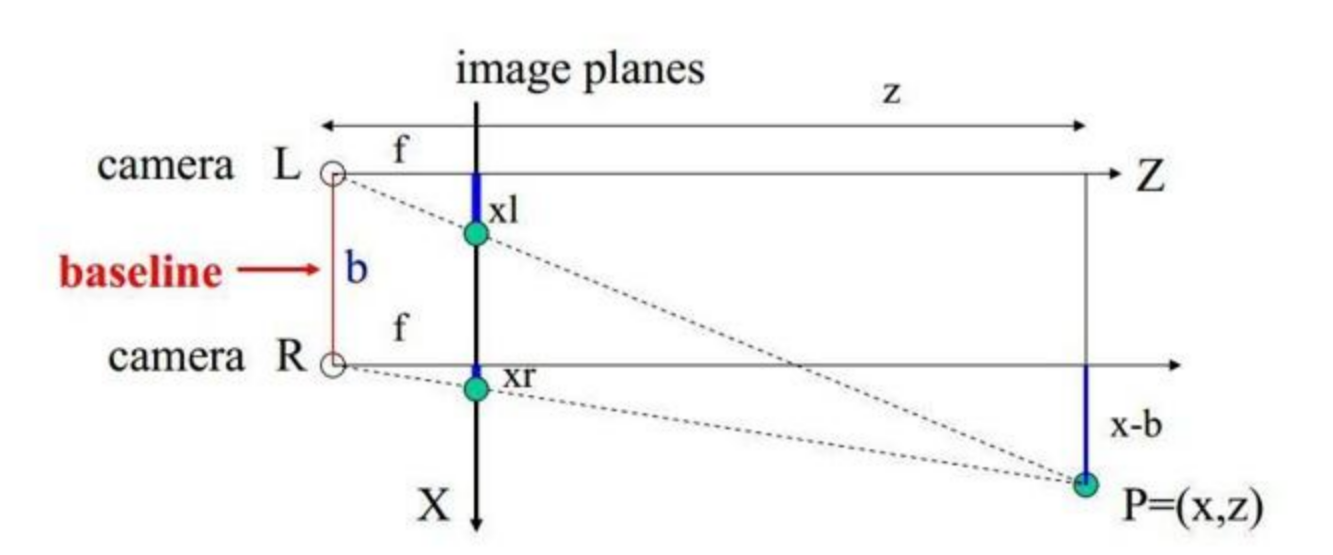 image planes
z
f
camera L
Z
xl
baseline
b
f
camera R
xr
x-b
X
P=(x,z)